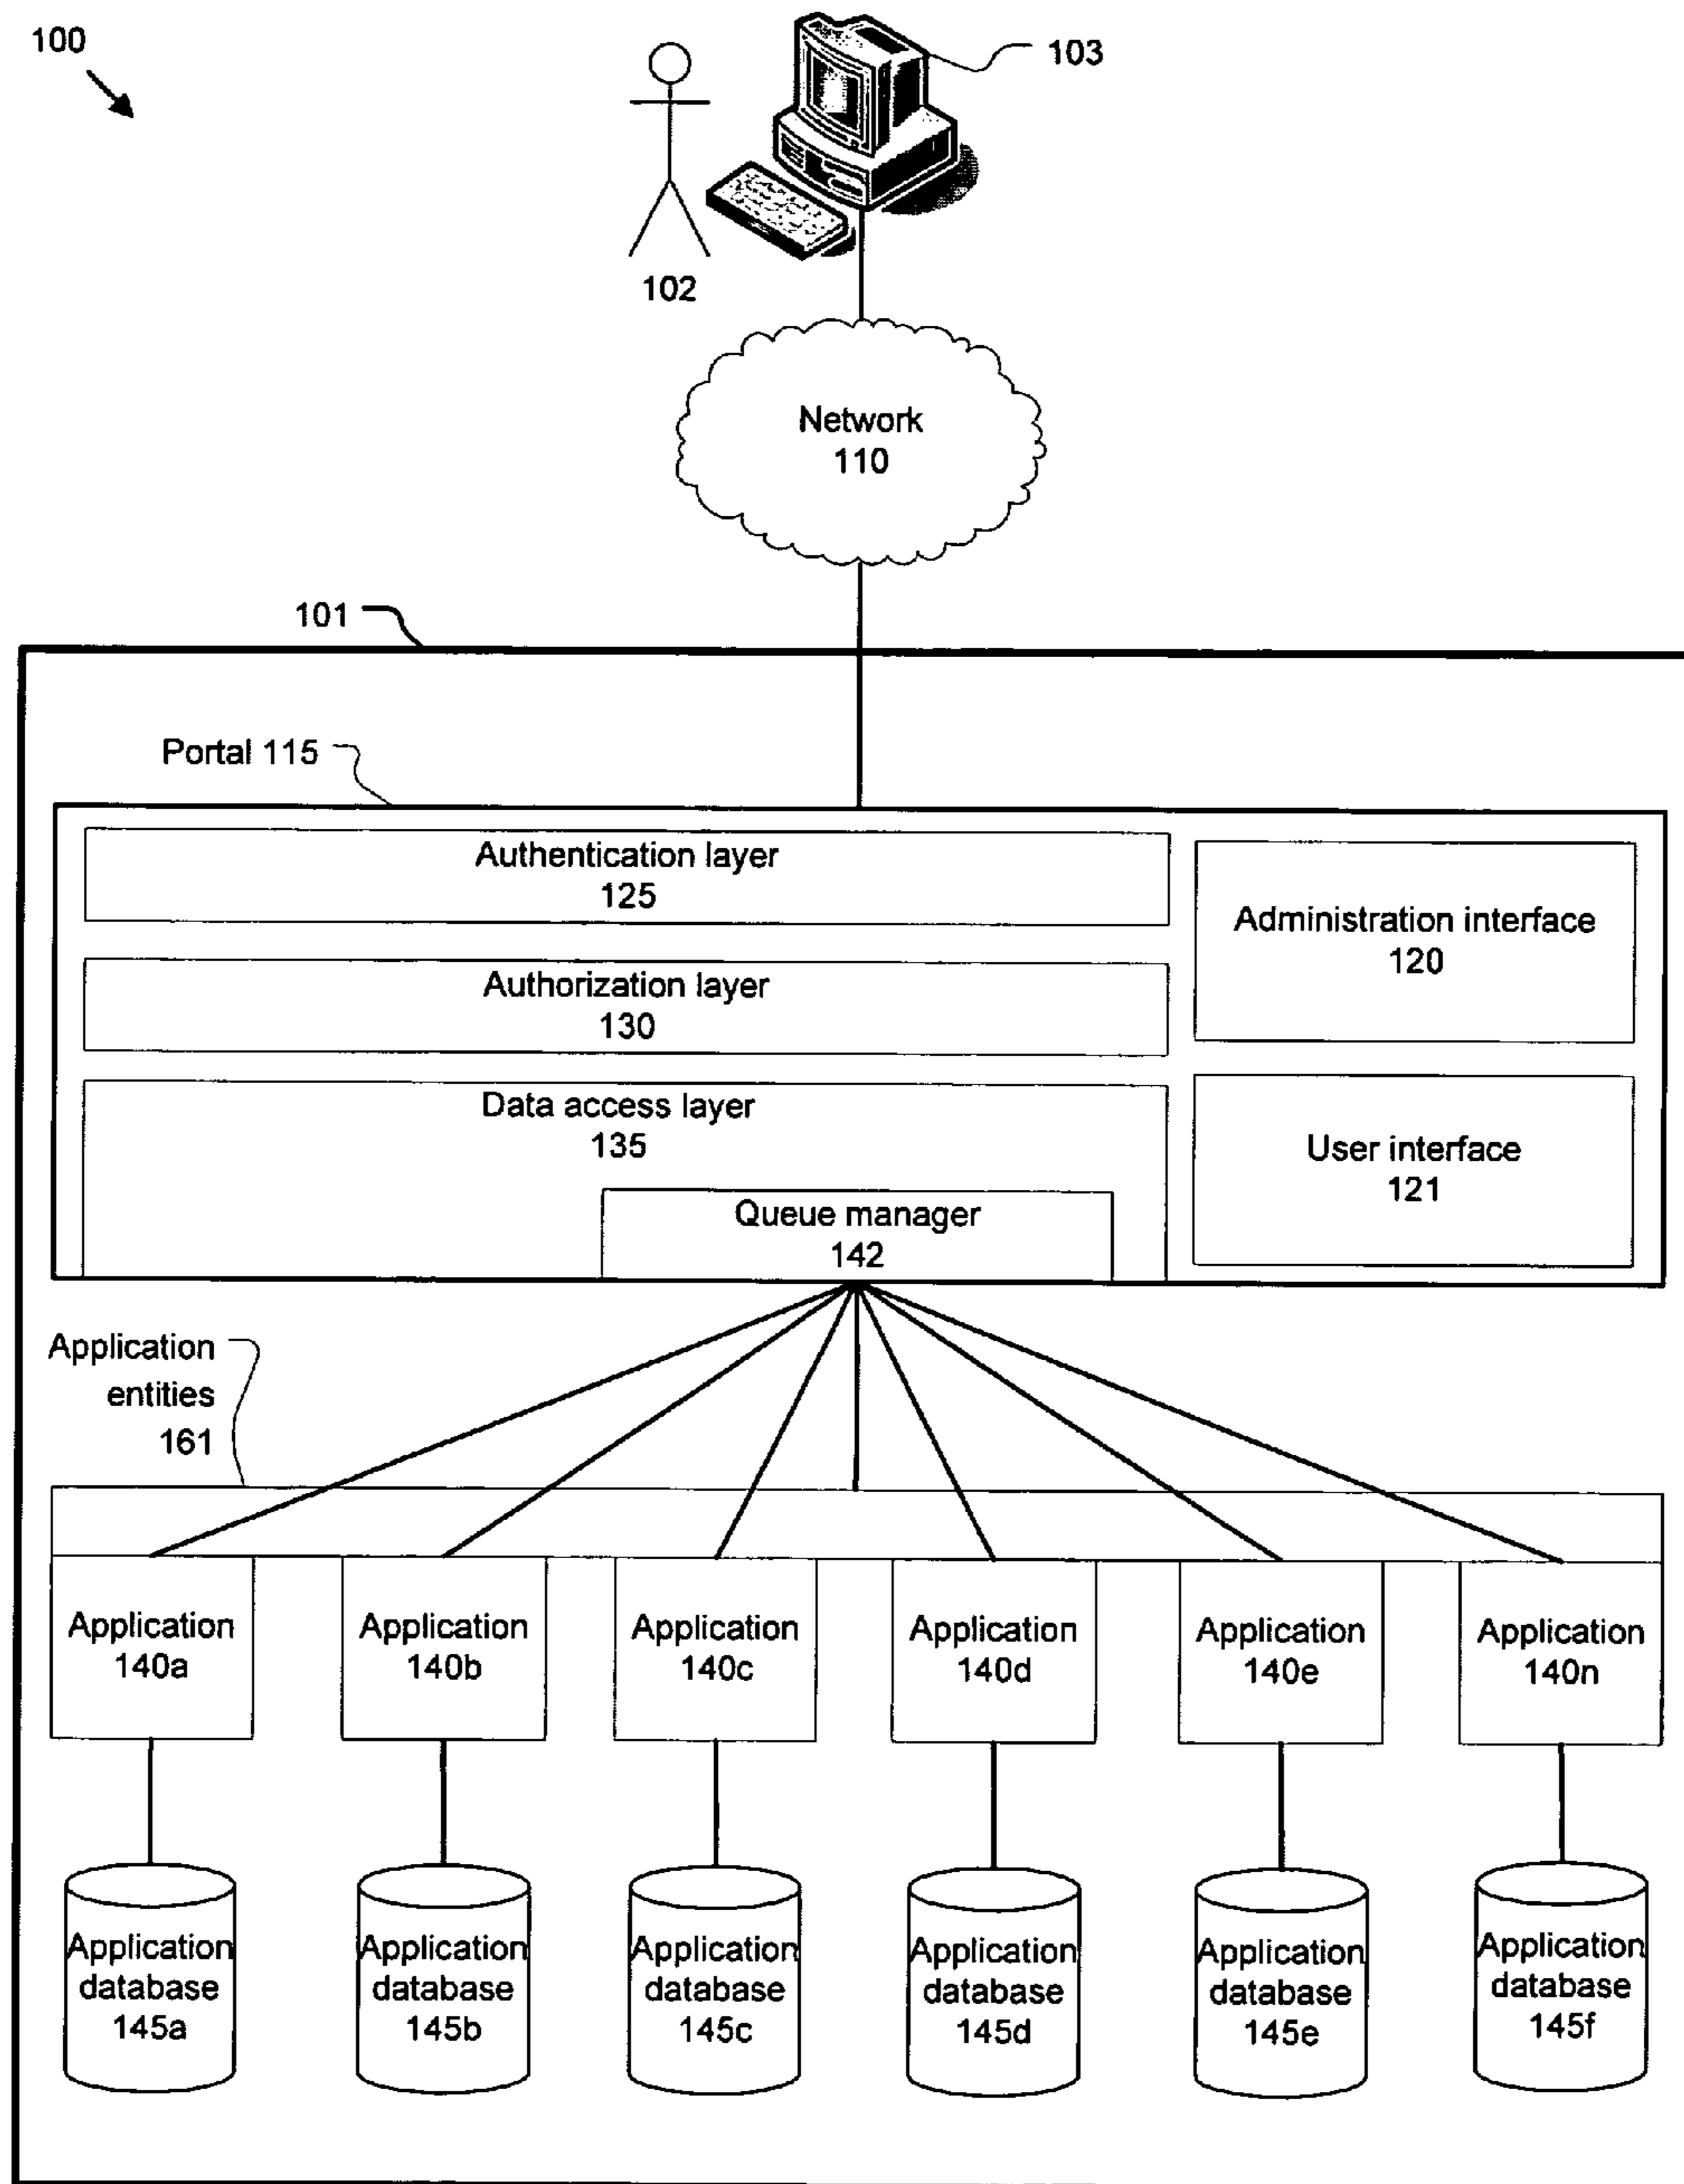 100
103
102
Network
110
101
Portal 115
Authentication layer
125
Administration interface
120
Authorization layer
130
Data access layer
135
User interface
121
Queue manager
142
Application
entities
161
Application
140a
Application
140b
Application
140c
Application
140d
Application
140e
Application
140n
Application
database
145a
Application
database
145b
Application
database
145c
Application
database
145d
Application
database
145e
Application
database
145f